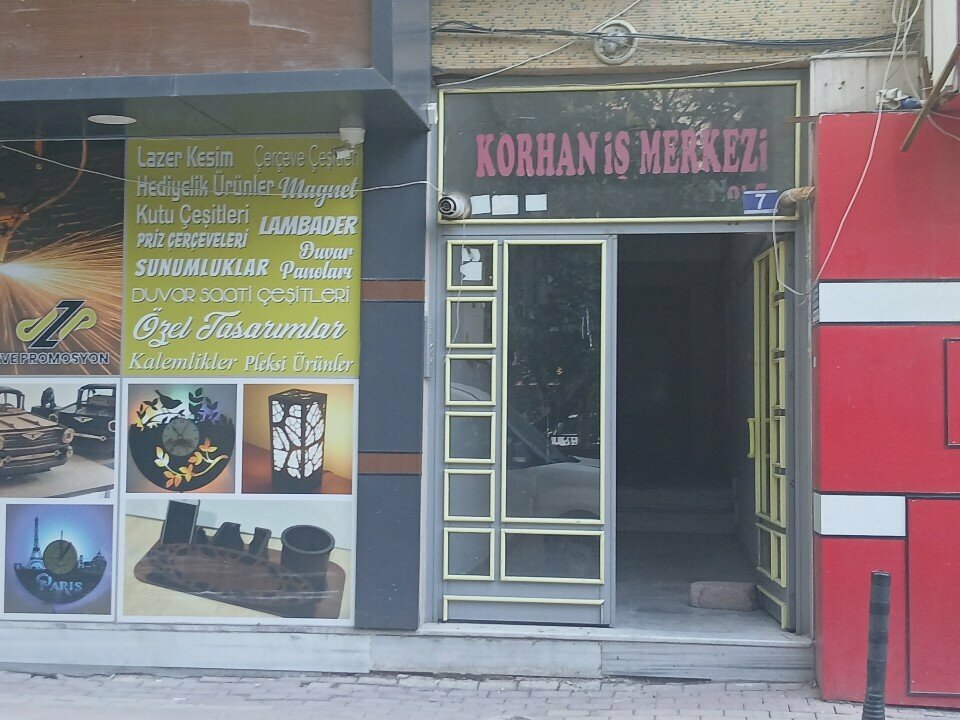 Lazer Kesim Çerçeve Çeşitleri
Hediyelik Ürünler Magnet
Kutu Çeşitleri LAMBADER
PRİZ ÇERÇEVELERİ Duvar
SUNUMLUKLAR Panoları
DUVAR SAATİ ÇEŞİTLERİ
Özel Tasarımlar
Kalemlikler Pleksi Ürünler
VE PROMOSYON
PARIS
KORHAN İŞ MERKEZİ
7